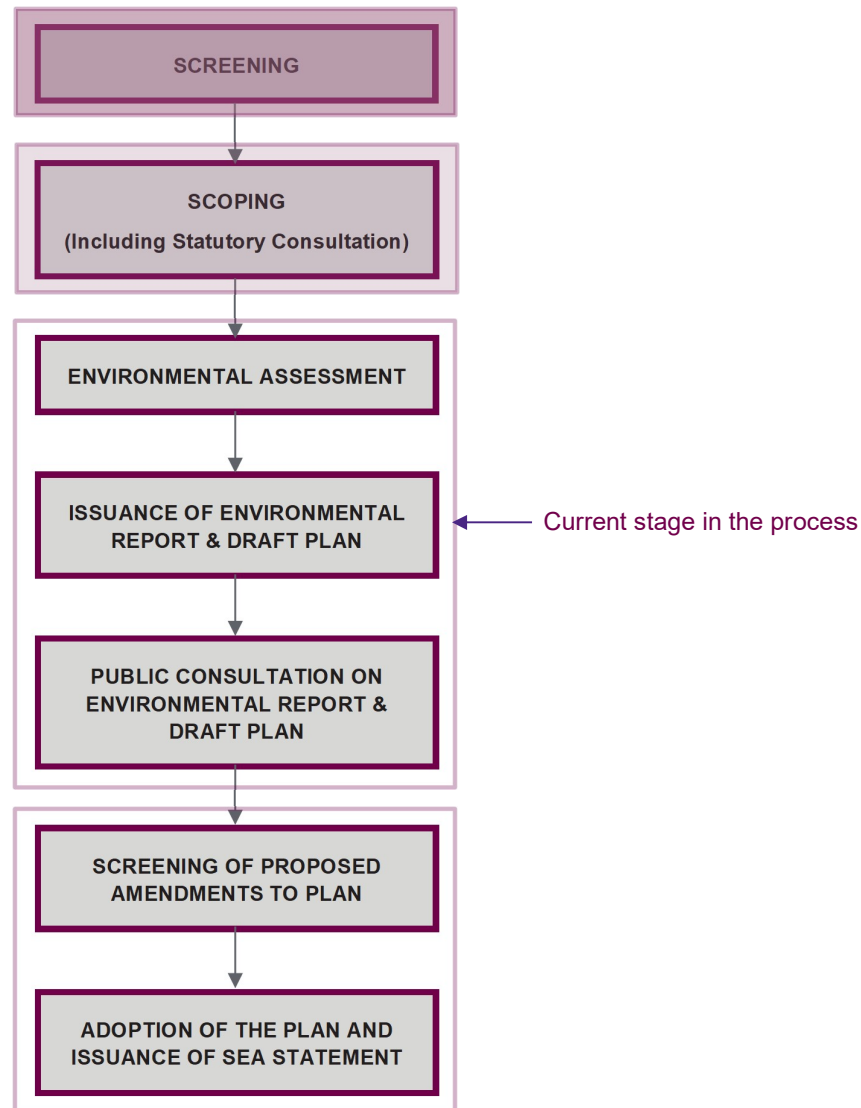 SCREENING
SCOPING
(Including Statutory Consultation)
ENVIRONMENTAL ASSESSMENT
ISSUANCE OF ENVIRONMENTAL
REPORT & DRAFT PLAN
Current stage in the process
PUBLIC CONSULTATION ON
ENVIRONMENTAL REPORT &
DRAFT PLAN
SCREENING OF PROPOSED
AMENDMENTS TO PLAN
ADOPTION OF THE PLAN AND
ISSUANCE OF SEA STATEMENT